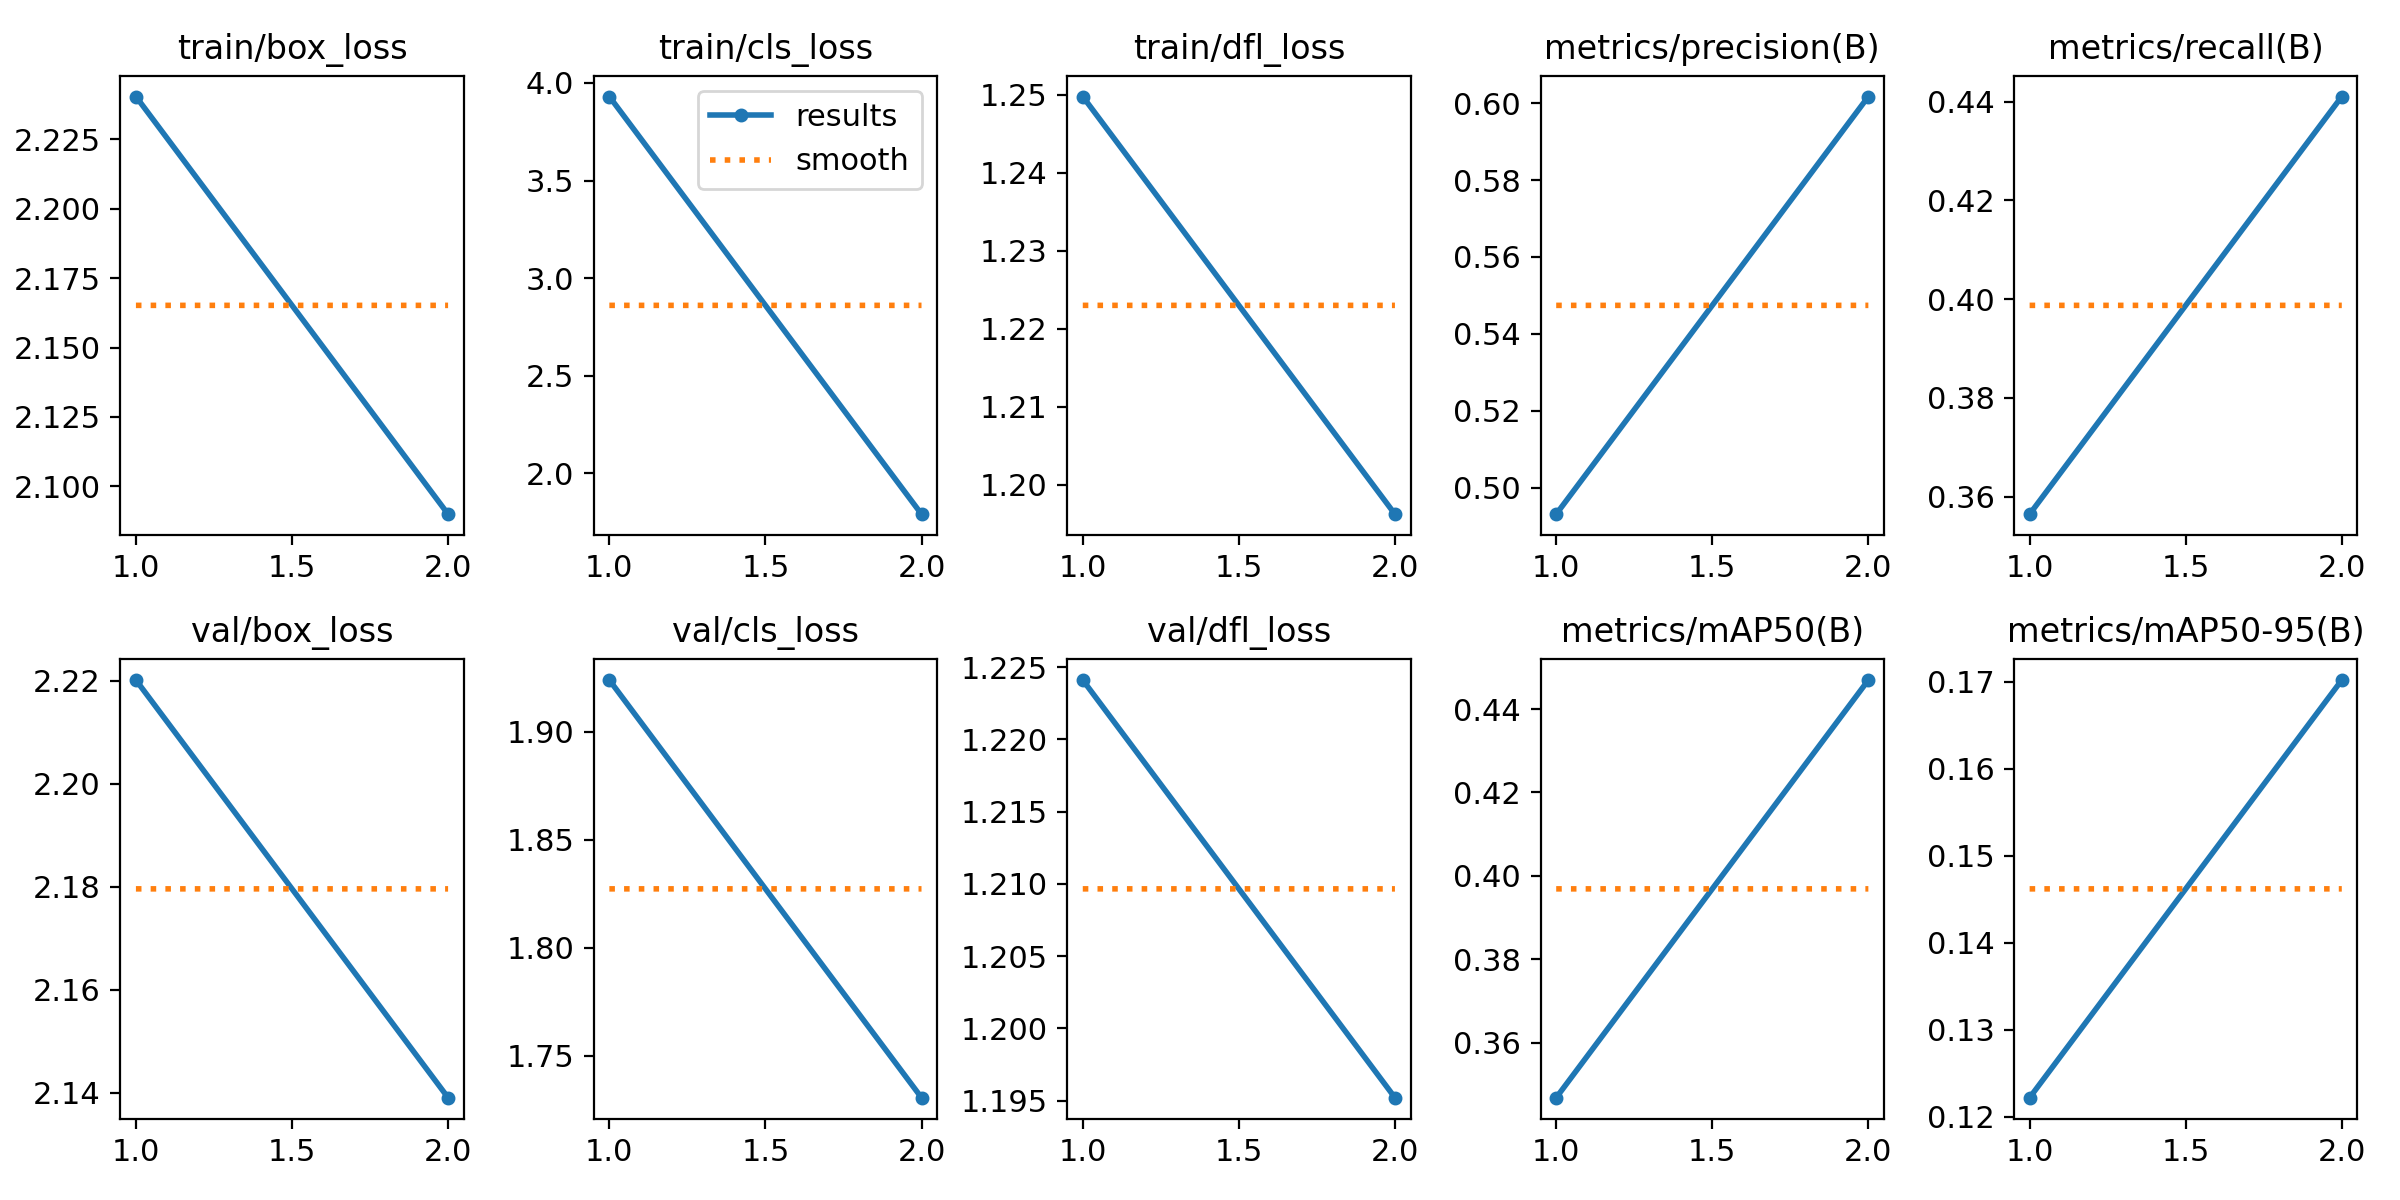 train/box_loss
2.225
2.200
2.175
2.150
2.125
2.100
1.0 1.5 2.0
train/cls_loss
results
smooth
4.0
3.5
3.0
2.5
2.0
1.0 1.5 2.0
train/dfl_loss
1.25
1.24
1.23
1.22
1.21
1.20
1.0 1.5 2.0
metrics/precision(B)
0.60
0.58
0.56
0.54
0.52
0.50
1.0 1.5 2.0
metrics/recall(B)
0.44
0.42
0.40
0.38
0.36
1.0 1.5 2.0
val/box_loss
2.22
2.20
2.18
2.16
2.14
1.0 1.5 2.0
val/cls_loss
1.90
1.85
1.80
1.75
1.0 1.5 2.0
val/dfl_loss
1.225
1.220
1.215
1.210
1.205
1.200
1.195
1.0 1.5 2.0
metrics/mAP50(B)
0.44
0.42
0.40
0.38
0.36
1.0 1.5 2.0
metrics/mAP50-95(B)
0.17
0.16
0.15
0.14
0.13
0.12
1.0 1.5 2.0